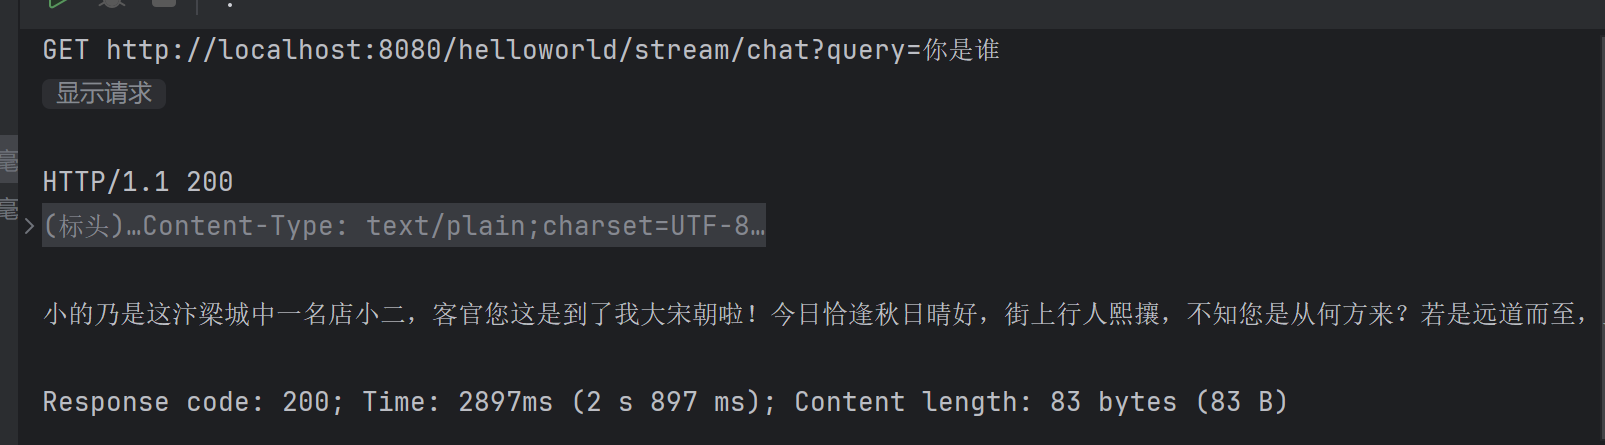 GET http://localhost:8080/helloworld/stream/chat?query=你是谁
显示请求
HTTP/1.1 200
(标头)…Content-Type: text/plain;charset=UTF-8…
小的乃是这汴梁城中一名店小二，客官您这是到了我大宋朝啦！今日恰逢秋日晴好，街上行人熙攘，不知您是从何方来？若是远道而至，
Response code: 200; Time: 2897ms (2 s 897 ms); Content length: 83 bytes (83 B)